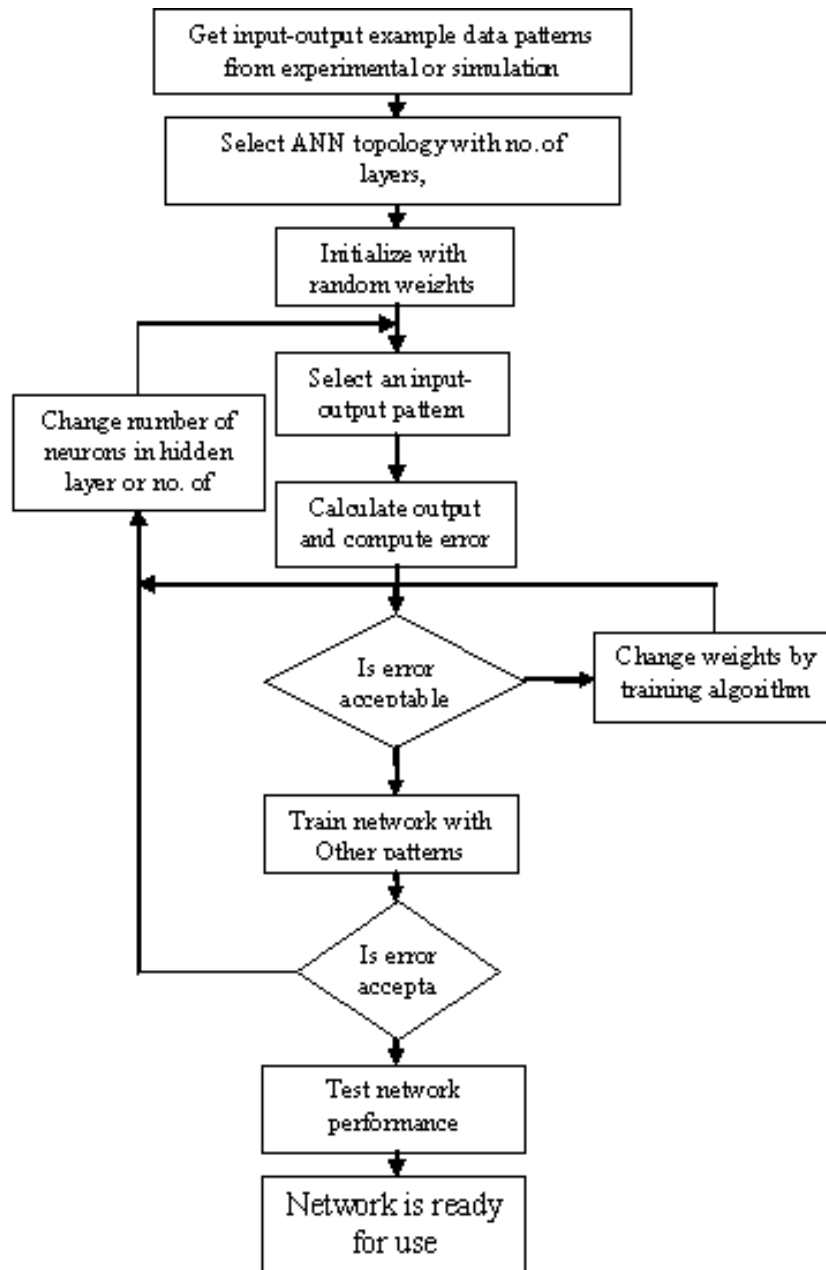 Get input-output example data patterns
from experimental or simulation
Select ANN topology with no. of
layers,
Initialize with
random weights
Select an input-
output pattern
Change number of
neurons in hidden
layer or no. of
Calculate output
and compute error
Is error
acceptable
Change weights by
training algorithm
Train network with
Other patterns
Is error
accepta
Test network
performance
Network is ready
for use